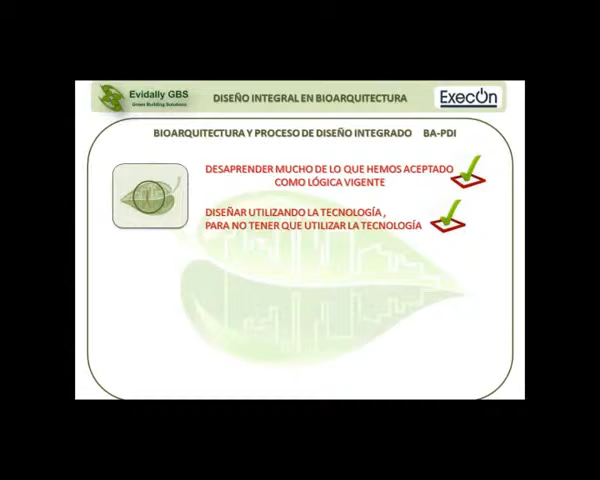 Evidally GBS
Green Building Solutions
DISEÑO INTEGRAL EN BIOARQUITECTURA
ExecOn
BIOARQUITECTURA Y PROCESO DE DISEÑO INTEGRADO BA-PDI
DESAPRENDER MUCHO DE LO QUE HEMOS ACEPTADO
COMO LÓGICA VIGENTE
DISEÑAR UTILIZANDO LA TECNOLOGÍA ,
PARA NO TENER QUE UTILIZAR LA TECNOLOGÍA